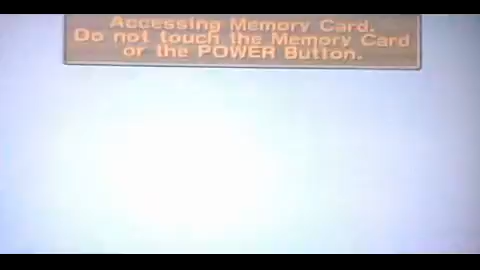 Accessing Memory Card.
Do not touch the Memory Card
or the POWER Button.